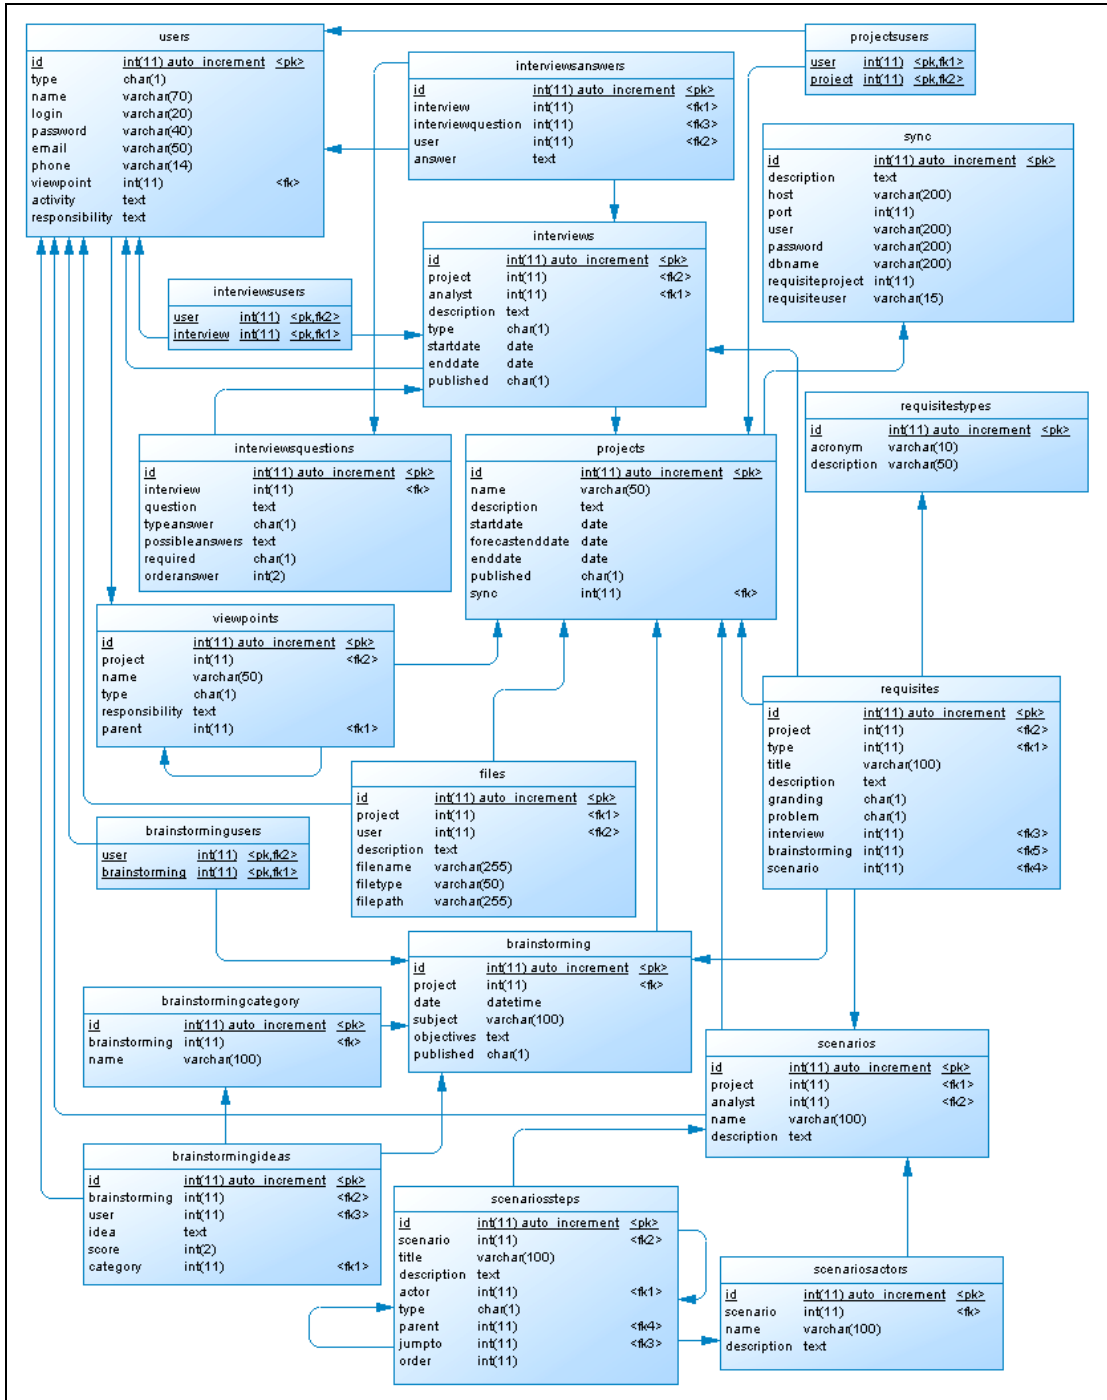 users
id int(11) auto_increment <pk>
type char(1)
name varchar(70)
login varchar(20)
password varchar(40)
email varchar(50)
phone varchar(14)
viewpoint int(11) <fk>
activity text
responsibility text
projectsusers
user int(11) <pk,fk1>
project int(11) <pk,fk2>
interviewsanswers
id int(11) auto_increment <pk>
interview int(11) <fk1>
interviewquestion int(11) <fk3>
user int(11) <fk2>
answer text
sync
id int(11) auto_increment <pk>
description text
host varchar(200)
port int(11)
user varchar(200)
password varchar(200)
dbname varchar(200)
requisiteproject int(11)
requisiteuser varchar(15)
interviews
id int(11) auto_increment <pk>
project int(11) <fk2>
analyst int(11) <fk1>
description text
type char(1)
startdate date
enddate date
published char(1)
interviewsusers
user int(11) <pk,fk2>
interview int(11) <pk,fk1>
requisitestypes
id int(11) auto_increment <pk>
acronym varchar(10)
description varchar(50)
interviewsquestions
id int(11) auto_increment <pk>
interview int(11) <fk>
question text
typeanswer char(1)
possibleanswers text
required char(1)
orderanswer int(2)
projects
id int(11) auto_increment <pk>
name varchar(50)
description text
startdate date
forecastenddate date
enddate date
published char(1)
sync int(11) <fk>
viewpoints
id int(11) auto_increment <pk>
project int(11) <fk2>
name varchar(50)
type char(1)
responsibility text
parent int(11) <fk1>
requisites
id int(11) auto_increment <pk>
project int(11) <fk2>
type int(11) <fk1>
title varchar(100)
description text
granding char(1)
problem char(1)
interview int(11) <fk3>
brainstorming int(11) <fk5>
scenario int(11) <fk4>
files
id int(11) auto_increment <pk>
project int(11) <fk1>
user int(11) <fk2>
description text
filename varchar(255)
filetype varchar(50)
filepath varchar(255)
brainstormingusers
user int(11) <pk,fk2>
brainstorming int(11) <pk,fk1>
brainstorming
id int(11) auto_increment <pk>
project int(11) <fk>
date datetime
subject varchar(100)
objectives text
published char(1)
brainstormingcategory
id int(11) auto_increment <pk>
brainstorming int(11) <fk>
name varchar(100)
scenarios
id int(11) auto_increment <pk>
project int(11) <fk1>
analyst int(11) <fk2>
name varchar(100)
description text
brainstormingideas
id int(11) auto_increment <pk>
brainstorming int(11) <fk2>
user int(11) <fk3>
idea text
score int(2)
category int(11) <fk1>
scenariossteps
id int(11) auto_increment <pk>
scenario int(11) <fk2>
title varchar(100)
description text
actor int(11) <fk1>
type char(1)
parent int(11) <fk4>
jumpto int(11) <fk3>
order int(11)
scenariosactors
id int(11) auto_increment <pk>
scenario int(11) <fk>
name varchar(100)
description text